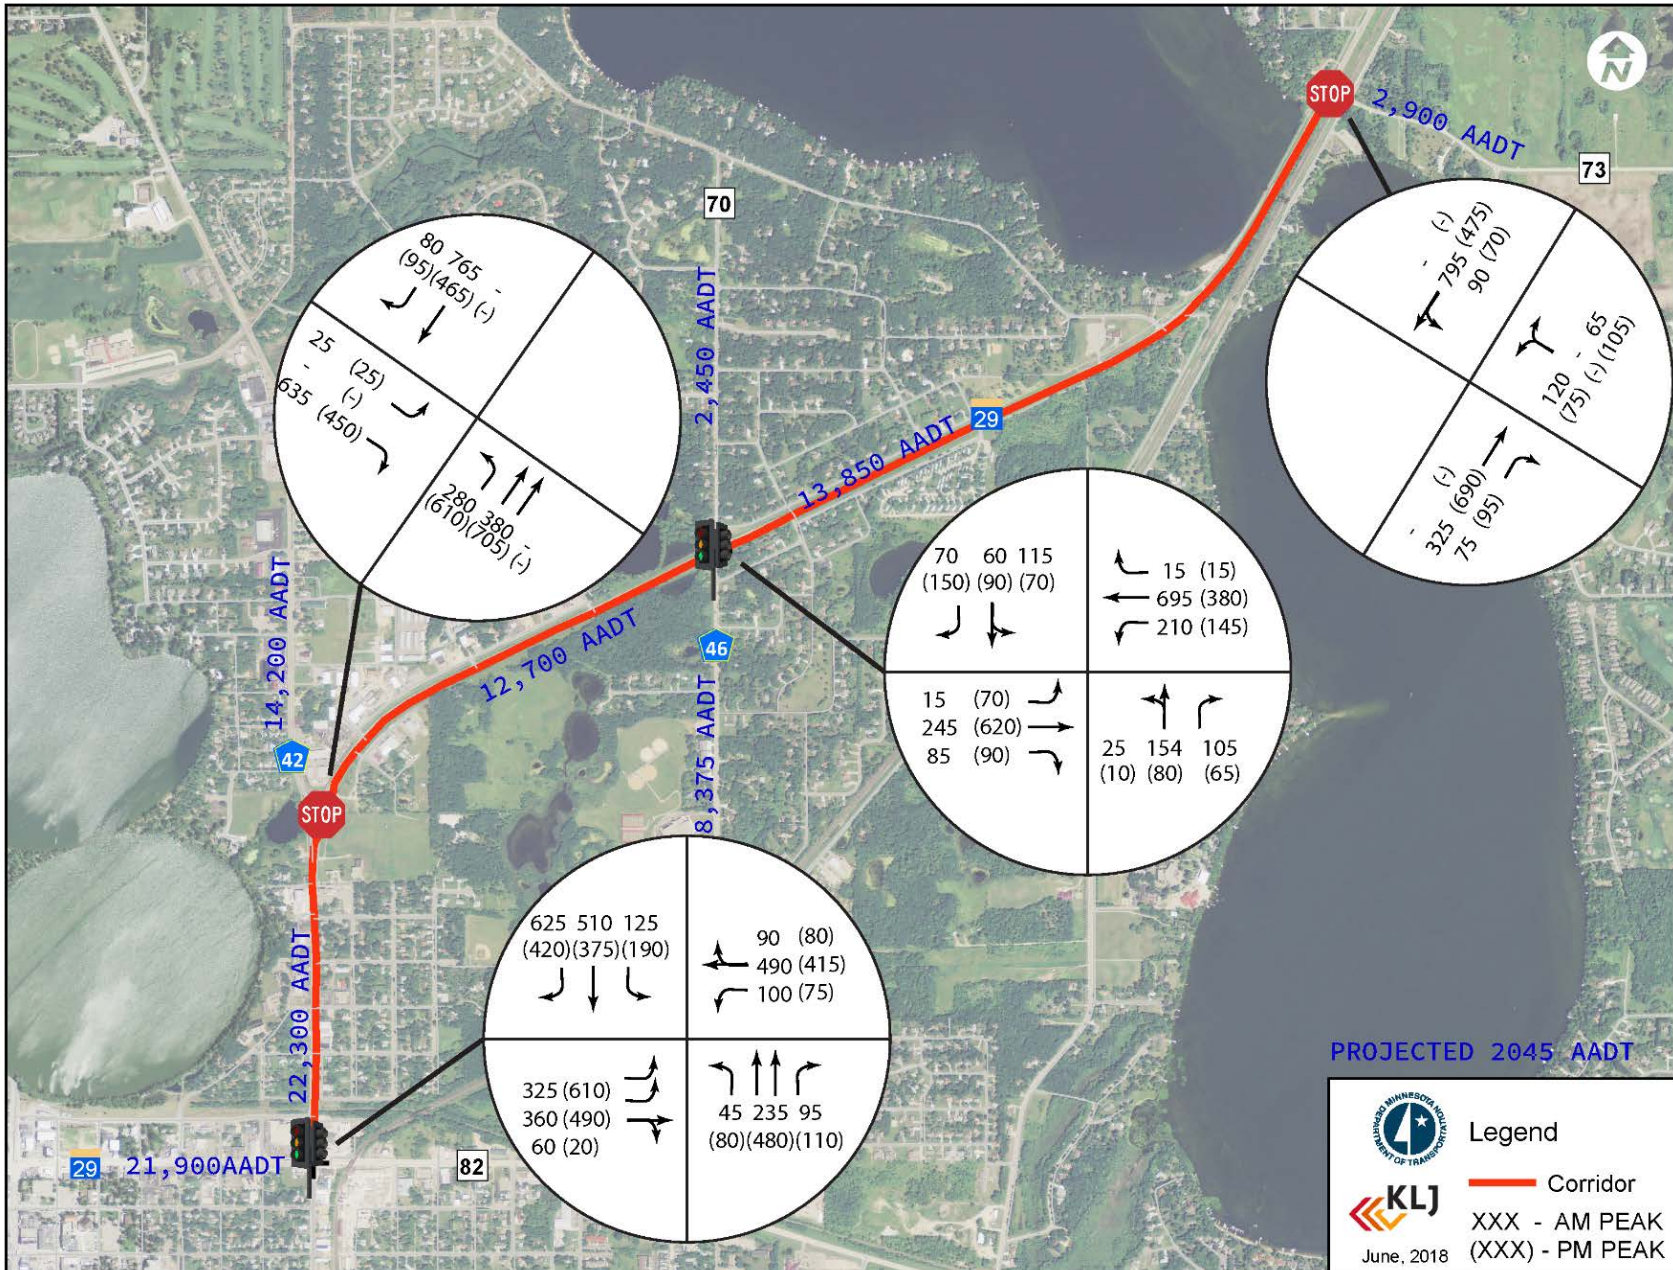 STOP
2,900 AADT
73
70
2,450 AADT
80 765 -
(95)(465) (-)
25 (25)
- (-)
635 (450)
280 380 -
(610)(705) (-)
- (-)
795 (475)
90 (70)
120 - 65
(75) (-) (105)
- (-)
325 (690)
75 (95)
29
13,850 AADT
12,700 AADT
46
8,375 AADT
14,200 AADT
42
STOP
70 60 115
(150) (90) (70)
15 (15)
695 (380)
210 (145)
15 (70)
245 (620)
85 (90)
25 154 105
(10) (80) (65)
22,300 AADT
625 510 125
(420)(375)(190)
90 (80)
490 (415)
100 (75)
325 (610)
360 (490)
60 (20)
45 235 95
(80)(480)(110)
29
21,900AADT
82
PROJECTED 2045 AADT
MINNESOTA DEPARTMENT OF TRANSPORTATION
Legend
KLJ
Corridor
XXX - AM PEAK
(XXX) - PM PEAK
June, 2018
N